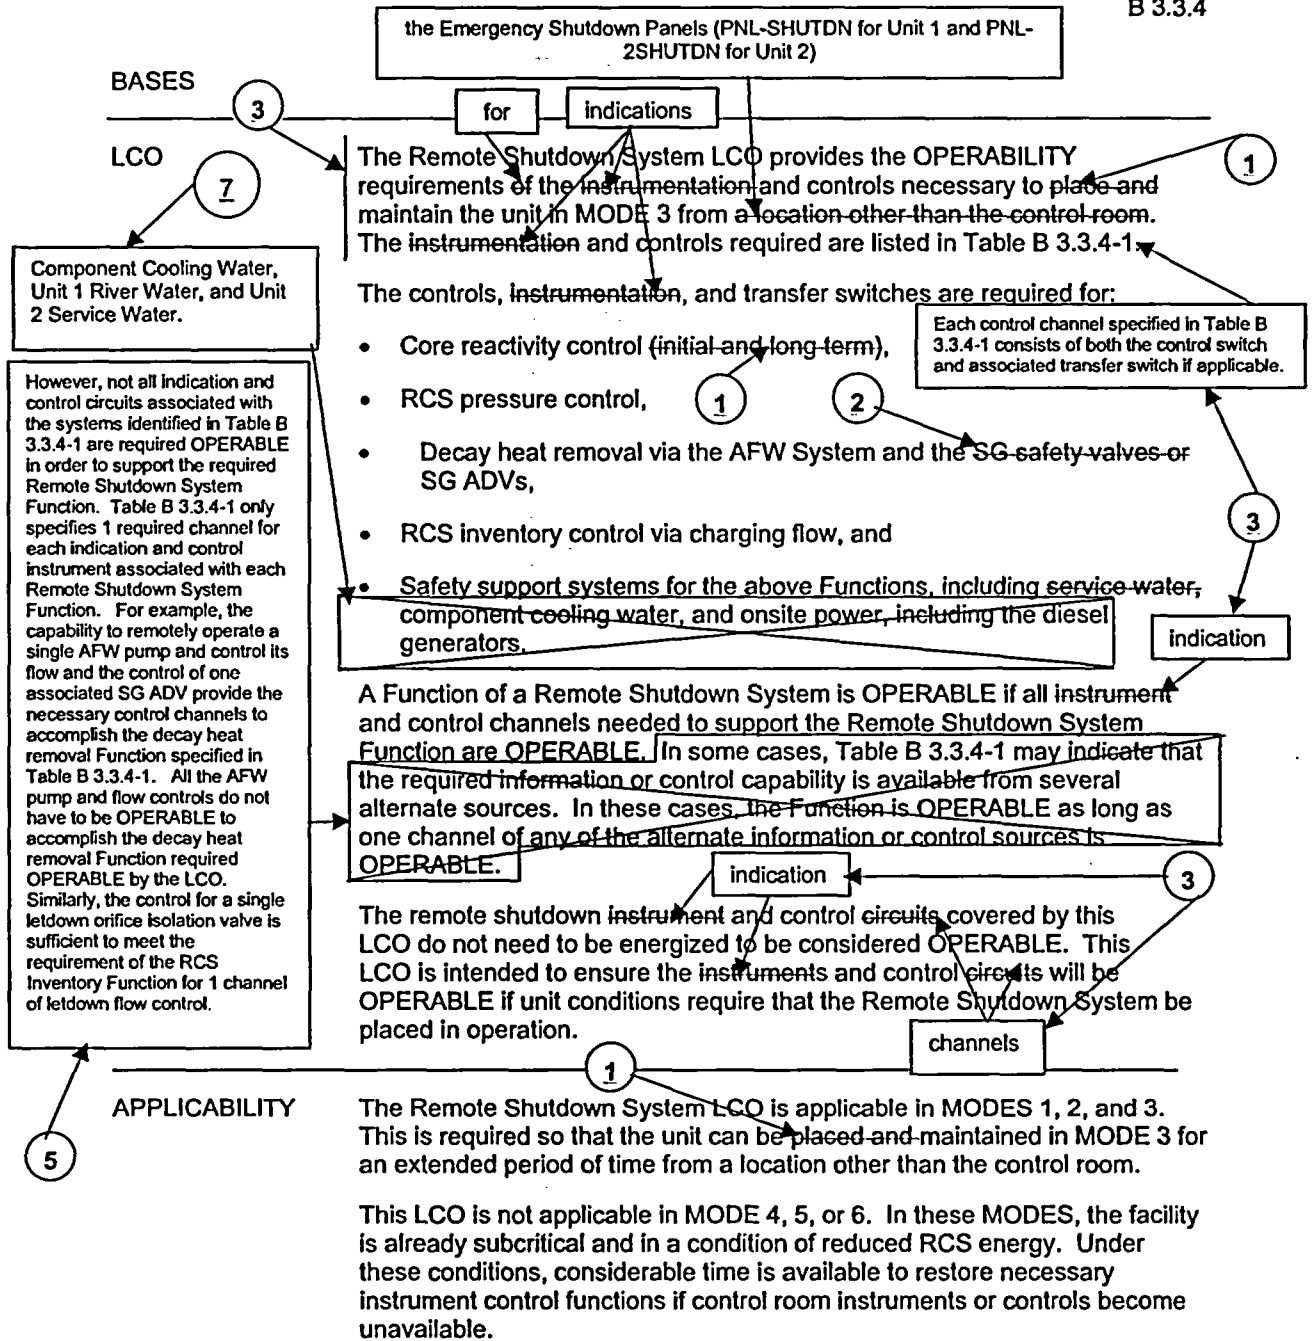 B 3.3.4
the Emergency Shutdown Panels (PNL-SHUTDN for Unit 1 and PNL-
2SHUTDN for Unit 2)
BASES
3
for
indications
LCO
7
1
The Remote Shutdown System LCO provides the OPERABILITY
requirements of the instrumentation and controls necessary to place and
maintain the unit in MODE 3 from a location other than the control room.
The instrumentation and controls required are listed in Table B 3.3.4-1.
Component Cooling Water,
Unit 1 River Water, and Unit
2 Service Water.
The controls, instrumentation, and transfer switches are required for:
Each control channel specified in Table B
3.3.4-1 consists of both the control switch
and associated transfer switch if applicable.
• Core reactivity control (initial and long term),
• RCS pressure control,
1
2
• Decay heat removal via the AFW System and the SG safety valves or
SG ADVs,
3
• RCS inventory control via charging flow, and
• Safety support systems for the above Functions, including service water,
component cooling water, and onsite power, including the diesel
generators.
indication
However, not all indication and
control circuits associated with
the systems identified in Table B
3.3.4-1 are required OPERABLE
in order to support the required
Remote Shutdown System
Function. Table B 3.3.4-1 only
specifies 1 required channel for
each indication and control
instrument associated with each
Remote Shutdown System
Function. For example, the
capability to remotely operate a
single AFW pump and control its
flow and the control of one
associated SG ADV provide the
necessary control channels to
accomplish the decay heat
removal Function specified in
Table B 3.3.4-1. All the AFW
pump and flow controls do not
have to be OPERABLE to
accomplish the decay heat
removal Function required
OPERABLE by the LCO.
Similarly, the control for a single
letdown orifice isolation valve is
sufficient to meet the
requirement of the RCS
Inventory Function for 1 channel
of letdown flow control.
A Function of a Remote Shutdown System is OPERABLE if all instrument
and control channels needed to support the Remote Shutdown System
Function are OPERABLE. In some cases, Table B 3.3.4-1 may indicate that
the required information or control capability is available from several
alternate sources. In these cases, the Function is OPERABLE as long as
one channel of any of the alternate information or control sources is
OPERABLE.
indication
3
The remote shutdown instrument and control circuits covered by this
LCO do not need to be energized to be considered OPERABLE. This
LCO is intended to ensure the instruments and control circuits will be
OPERABLE if unit conditions require that the Remote Shutdown System be
placed in operation.
channels
1
5
APPLICABILITY
The Remote Shutdown System LCO is applicable in MODES 1, 2, and 3.
This is required so that the unit can be placed and maintained in MODE 3 for
an extended period of time from a location other than the control room.
This LCO is not applicable in MODE 4, 5, or 6. In these MODES, the facility
is already subcritical and in a condition of reduced RCS energy. Under
these conditions, considerable time is available to restore necessary
instrument control functions if control room instruments or controls become
unavailable.